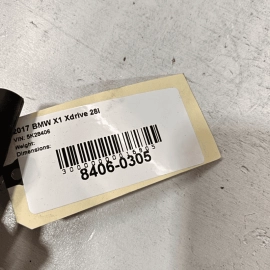 2017 BMW X1 Xdrive 28I
VIN: 5K28406
Weight:
Dimensions:
8406-0305